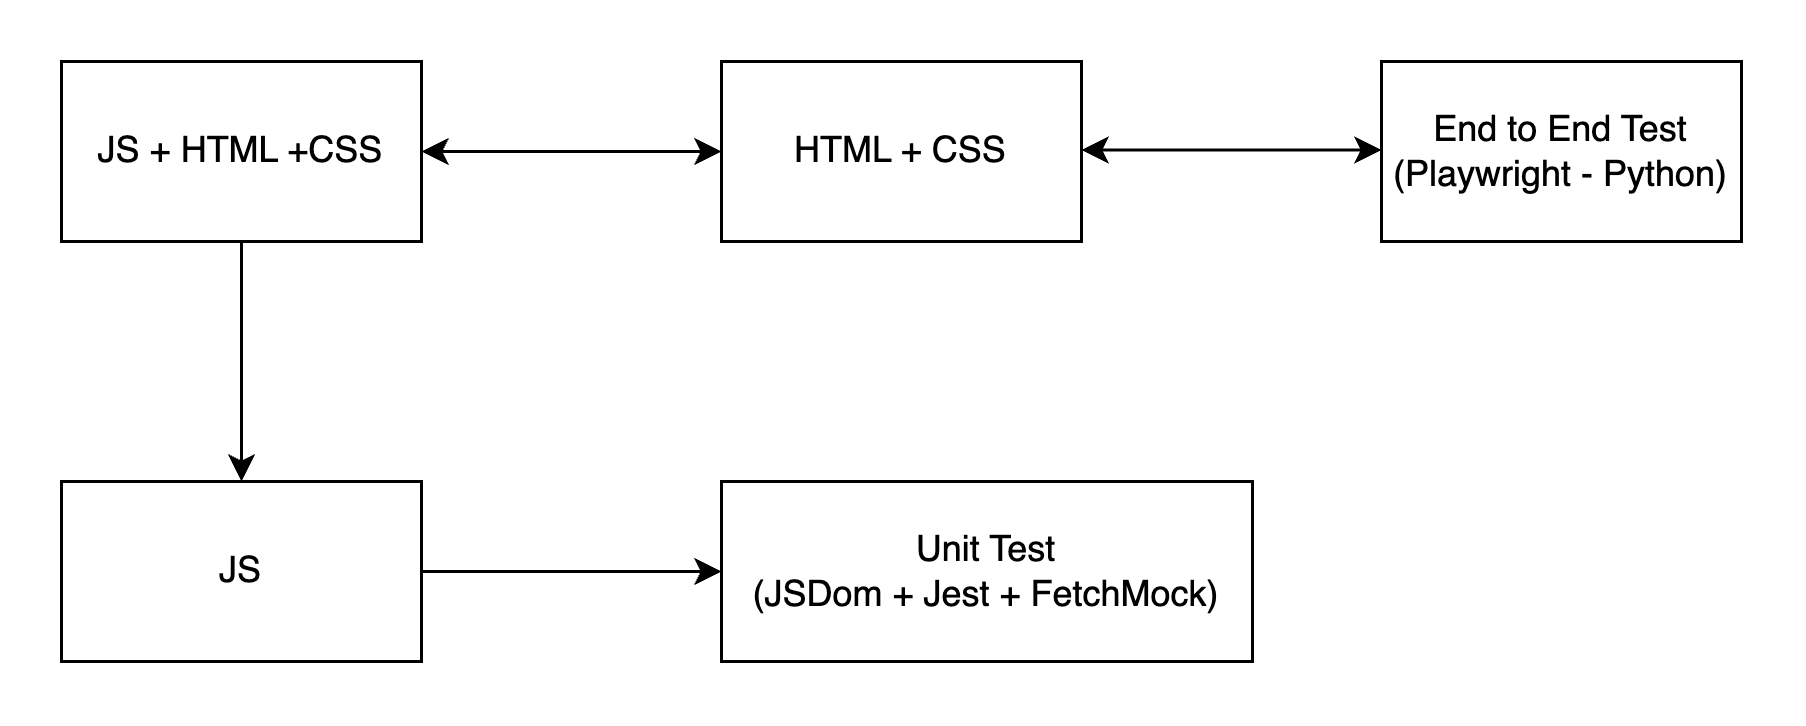 JS + HTML +CSS
HTML + CSS
End to End Test
(Playwright - Python)
JS
Unit Test
(JSDom + Jest + FetchMock)